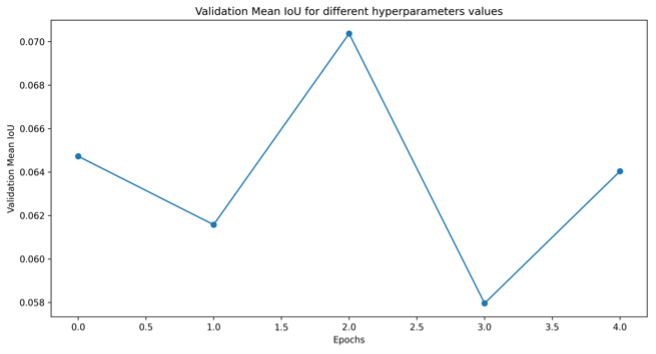 Validation Mean IoU for different hyperparameters values
Validation Mean IoU
0.070
0.068
0.066
0.064
0.062
0.060
0.058
0.0 0.5 1.0 1.5 2.0 2.5 3.0 3.5 4.0
Epochs